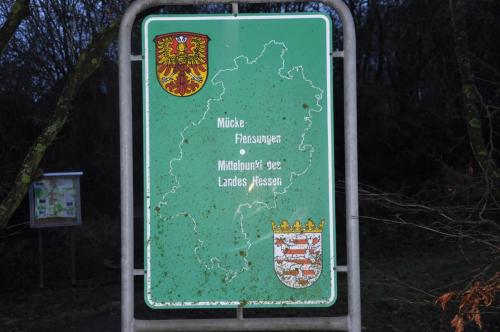 Mücke
Flensungen
Mittelpunkt des
Landes Hessen